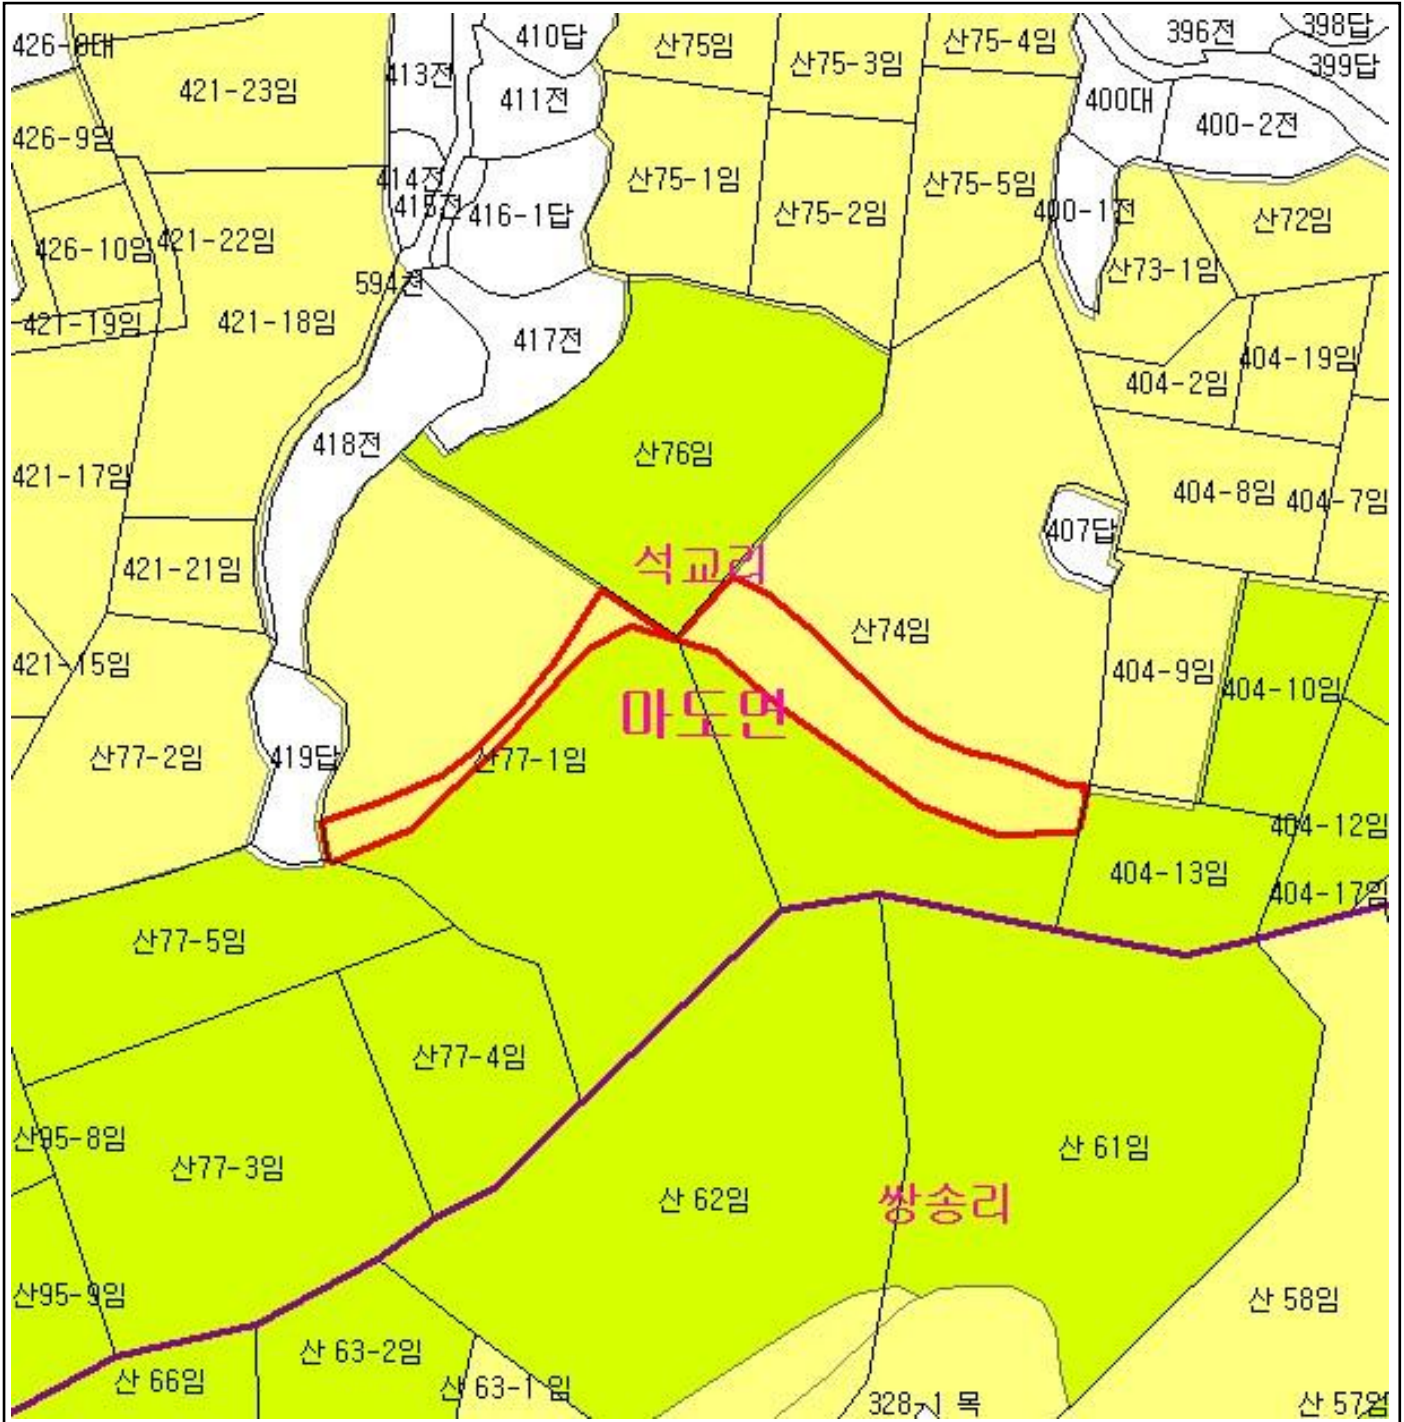 410답
398답
396전
426-9대
산75임
산75-4임
산75-3임
399답
413전
421-23임
411전
400대
400-2전
426-9임
414전
산75-1임
산75-5임
415전
416-1답
산75-2임
400-1전
산72임
426-10임
421-22임
산73-1임
594전
421-19임
421-18임
417전
404-19임
404-2임
418전
산76임
421-17임
404-8임
404-7임
407답
석교리
421-21임
산74임
421-15임
404-9임
404-10임
마도면
산77-2임
419답
산77-1임
404-12임
404-13임
404-17임
산77-5임
산77-4임
산95-8임
산77-3임
산 61임
산 62임
쌍송리
산95-9임
산 58임
산 63-2임
산 66임
산 63-1 임
328-1 목
산 57임